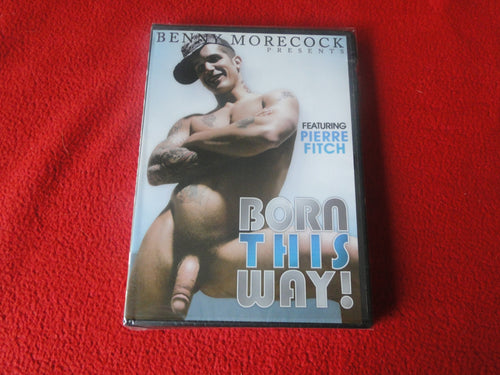 BENNY MORECOCK
PRESENTS
FEATURING
PIERRE
FITCH
BORN
THIS
WAY!